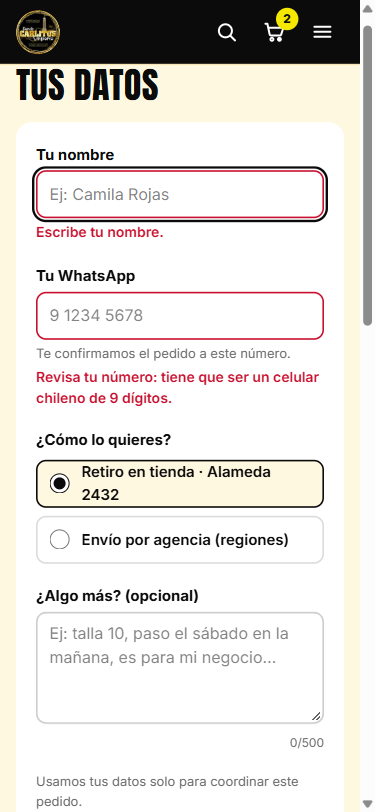 CARLITOS
2
TUS DATOS
Tu nombre
Ej: Camila Rojas
Escribe tu nombre.
Tu WhatsApp
9 1234 5678
Te confirmamos el pedido a este número.
Revisa tu número: tiene que ser un celular
chileno de 9 dígitos.
¿Cómo lo quieres?
Retiro en tienda · Alameda
2432
Envío por agencia (regiones)
¿Algo más? (opcional)
Ej: talla 10, paso el sábado en la
mañana, es para mi negocio...
0/500
Usamos tus datos solo para coordinar este
pedido.